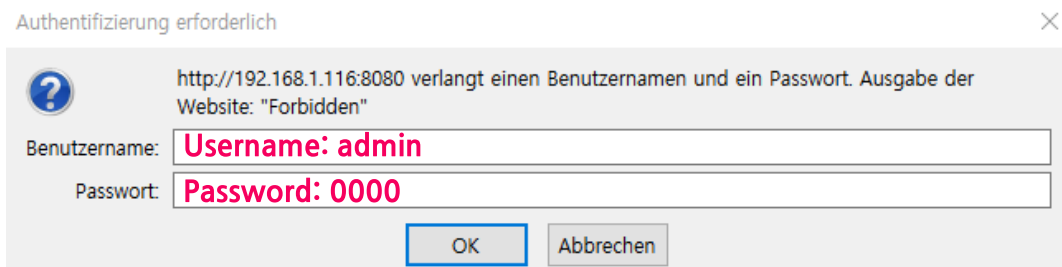 Authentifizierung erforderlich
http://192.168.1.116:8080 verlangt einen Benutzernamen und ein Passwort. Ausgabe der
Website: "Forbidden"
Benutzername: Username: admin
Passwort: Password: 0000
OK Abbrechen